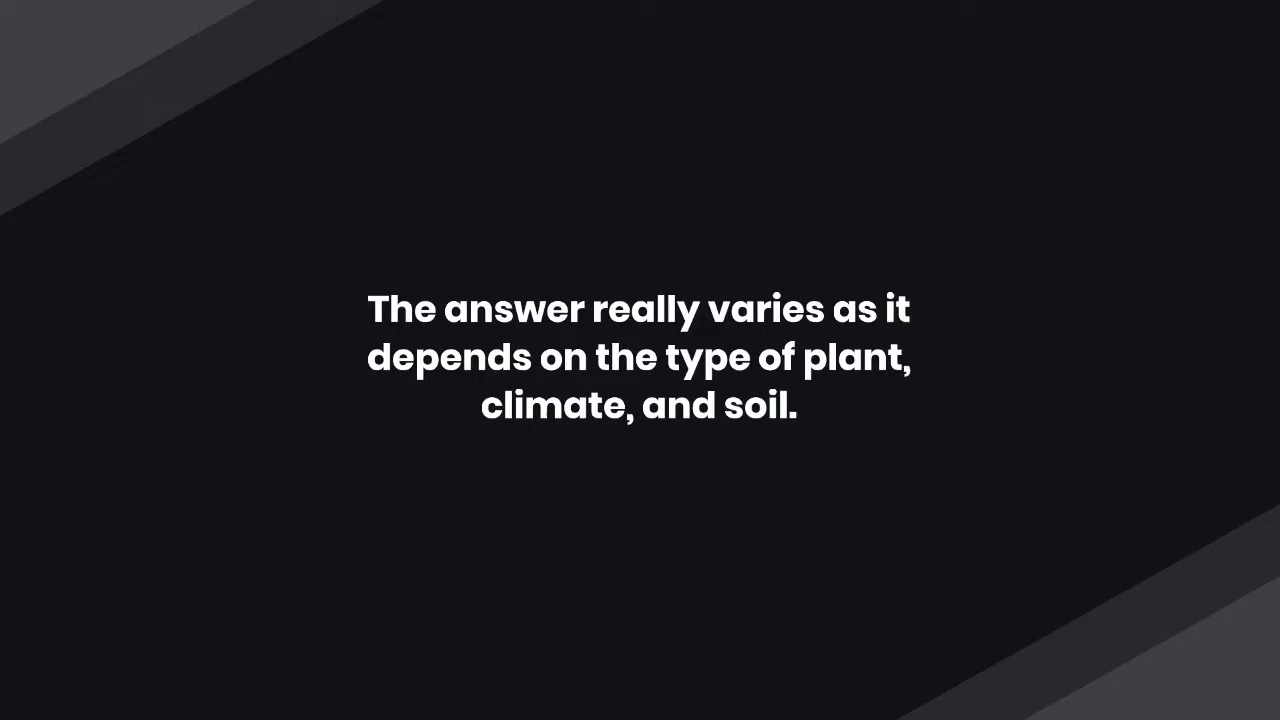 The answer really varies as it
depends on the type of plant,
climate, and soil.